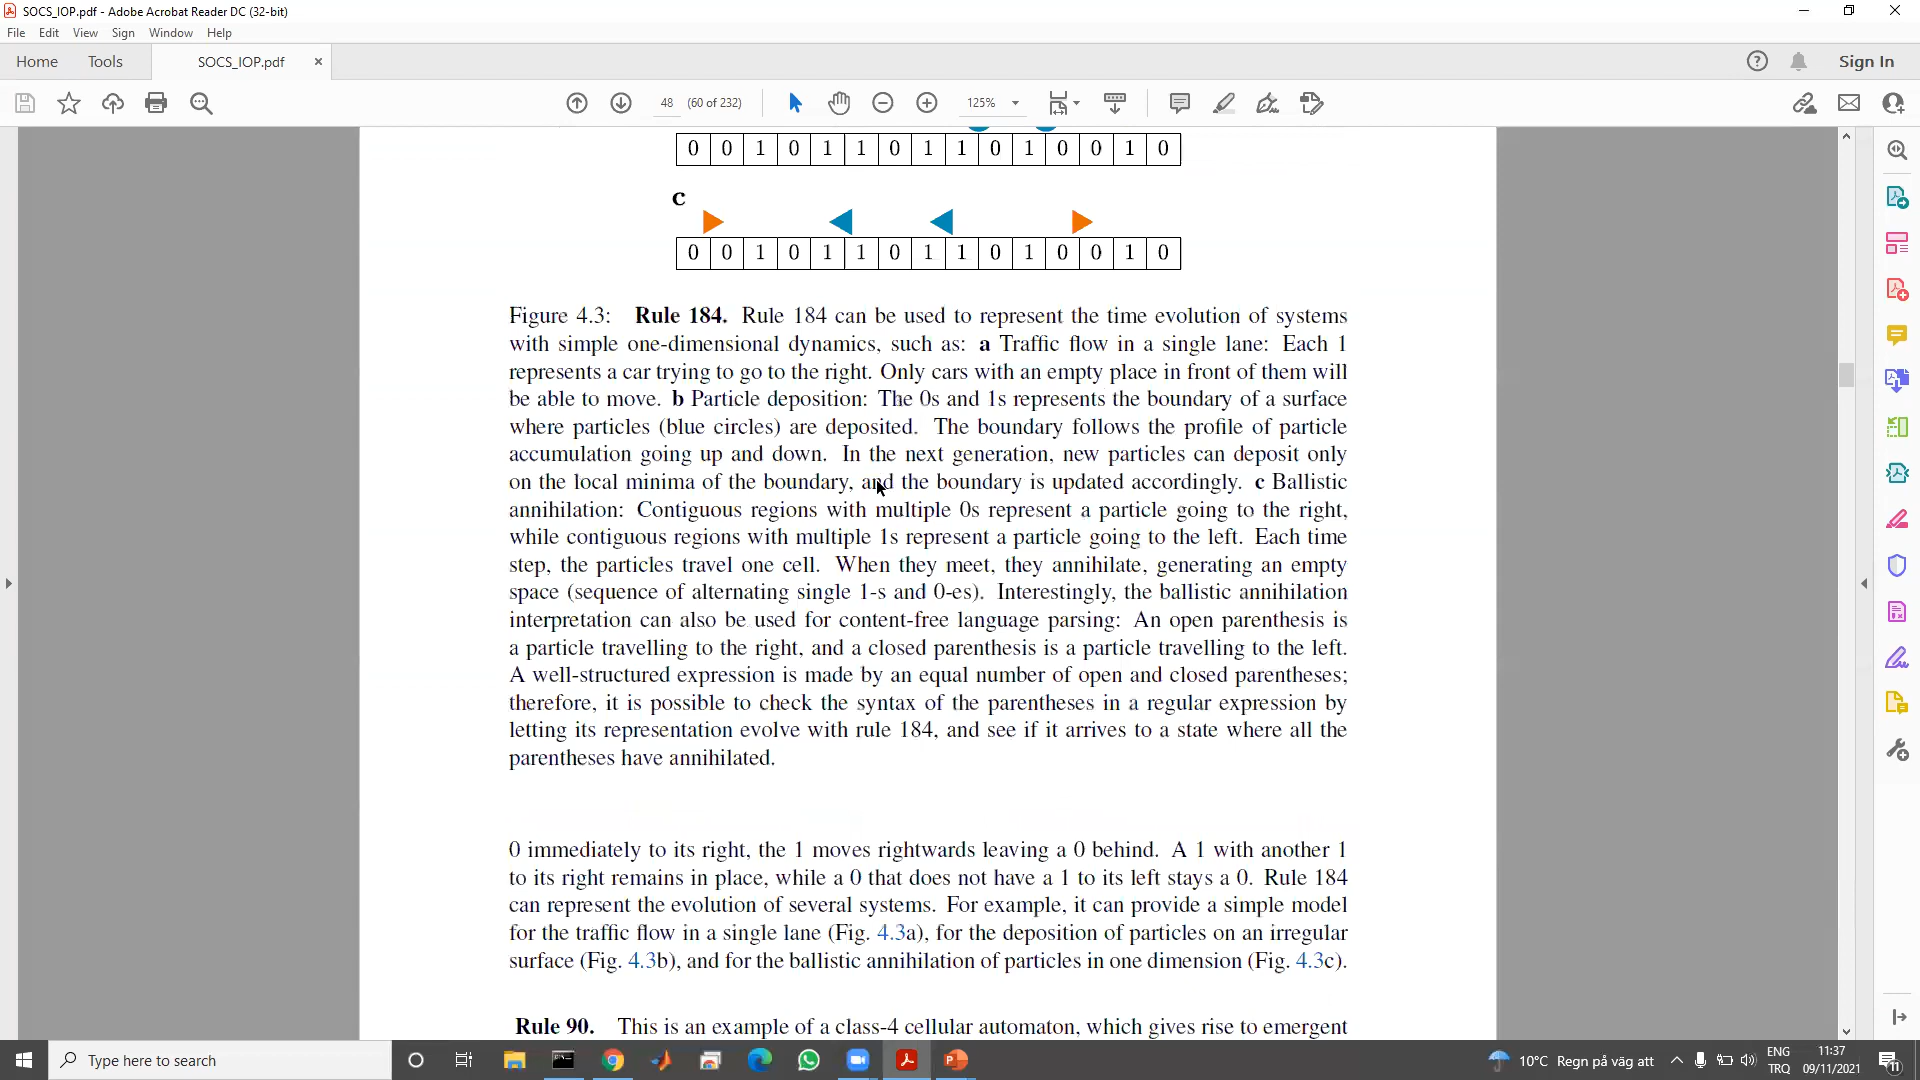 SOCS_IOP.pdf - Adobe Acrobat Reader DC (32-bit)
File Edit View Sign Window Help
Home Tools SOCS_IOP.pdf × Sign In
48 (60 of 232) 125%
0 0 1 0 1 1 0 1 1 0 1 0 0 1 0
c
0 0 1 0 1 1 0 1 1 0 1 0 0 1 0
Figure 4.3: Rule 184. Rule 184 can be used to represent the time evolution of systems
with simple one-dimensional dynamics, such as: a Traffic flow in a single lane: Each 1
represents a car trying to go to the right. Only cars with an empty place in front of them will
be able to move. b Particle deposition: The 0s and 1s represents the boundary of a surface
where particles (blue circles) are deposited. The boundary follows the profile of particle
accumulation going up and down. In the next generation, new particles can deposit only
on the local minima of the boundary, and the boundary is updated accordingly. c Ballistic
annihilation: Contiguous regions with multiple 0s represent a particle going to the right,
while contiguous regions with multiple 1s represent a particle going to the left. Each time
step, the particles travel one cell. When they meet, they annihilate, generating an empty
space (sequence of alternating single 1-s and 0-es). Interestingly, the ballistic annihilation
interpretation can also be used for content-free language parsing: An open parenthesis is
a particle travelling to the right, and a closed parenthesis is a particle travelling to the left.
A well-structured expression is made by an equal number of open and closed parentheses;
therefore, it is possible to check the syntax of the parentheses in a regular expression by
letting its representation evolve with rule 184, and see if it arrives to a state where all the
parentheses have annihilated.
0 immediately to its right, the 1 moves rightwards leaving a 0 behind. A 1 with another 1
to its right remains in place, while a 0 that does not have a 1 to its left stays a 0. Rule 184
can represent the evolution of several systems. For example, it can provide a simple model
for the traffic flow in a single lane (Fig. 4.3a), for the deposition of particles on an irregular
surface (Fig. 4.3b), and for the ballistic annihilation of particles in one dimension (Fig. 4.3c).
Rule 90. This is an example of a class-4 cellular automaton, which gives rise to emergent
Type here to search 10°C Regn på väg att ENG 11:37
TRQ 09/11/2021 11